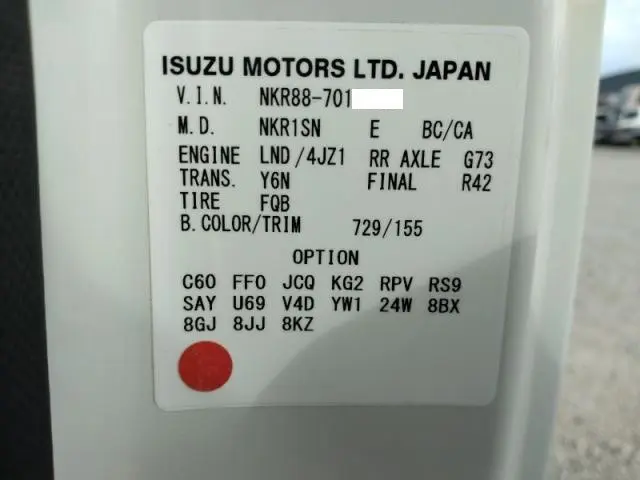 ISUZU MOTORS LTD. JAPAN
V.I.N. NKR88-701
M.D. NKR1SN E BC/CA
ENGINE LND/4JZ1 RR AXLE G73
TRANS. Y6N FINAL R42
TIRE FQB
B.COLOR/TRIM 729/155
OPTION
C60 FF0 JCQ KG2 RPV RS9
SAY U69 V4D YW1 24W 8BX
8GJ 8JJ 8KZ